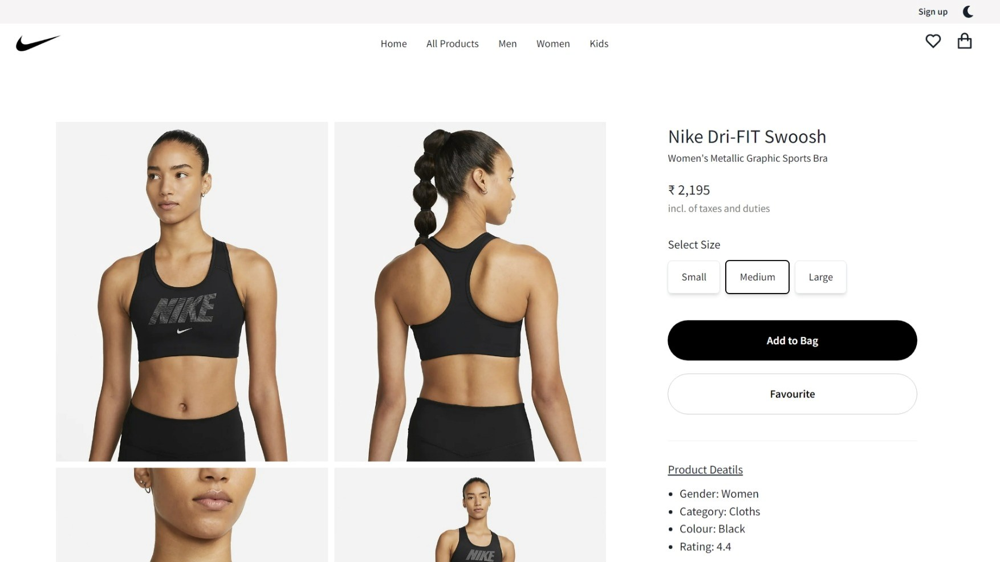 Sign up
Home All Products Men Women Kids
Nike Dri-FIT Swoosh
Women's Metallic Graphic Sports Bra
₹ 2,195
incl. of taxes and duties
Select Size
Small Medium Large
Add to Bag
Favourite
Product Deatils
Gender: Women
Category: Cloths
Colour: Black
Rating: 4.4
NIKE
NIKE